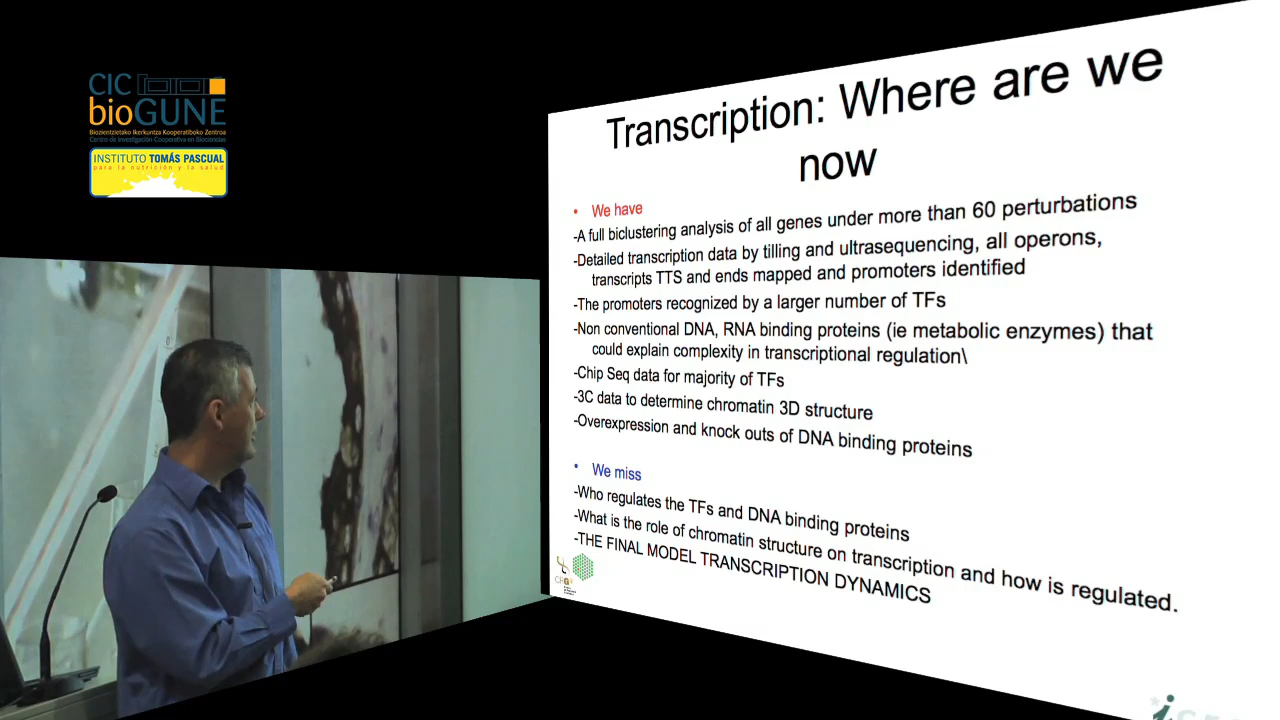 CIC
bioGUNE
Biozientzietako Ikerkuntza Kooperatiboko Zentroa
Centro de Investigación Cooperativa en Biociencias
INSTITUTO TOMÁS PASCUAL
para la nutrición y la salud
Transcription: Where are we
now
• We have
-A full biclustering analysis of all genes under more than 60 perturbations
-Detailed transcription data by tilling and ultrasequencing, all operons,
transcripts TTS and ends mapped and promoters identified
-The promoters recognized by a larger number of TFs
-Non conventional DNA, RNA binding proteins (ie metabolic enzymes) that
could explain complexity in transcriptional regulation\
-Chip Seq data for majority of TFs
-3C data to determine chromatin 3D structure
-Overexpression and knock outs of DNA binding proteins
• We miss
-Who regulates the TFs and DNA binding proteins
-What is the role of chromatin structure on transcription and how is regulated.
-THE FINAL MODEL TRANSCRIPTION DYNAMICS
CRG